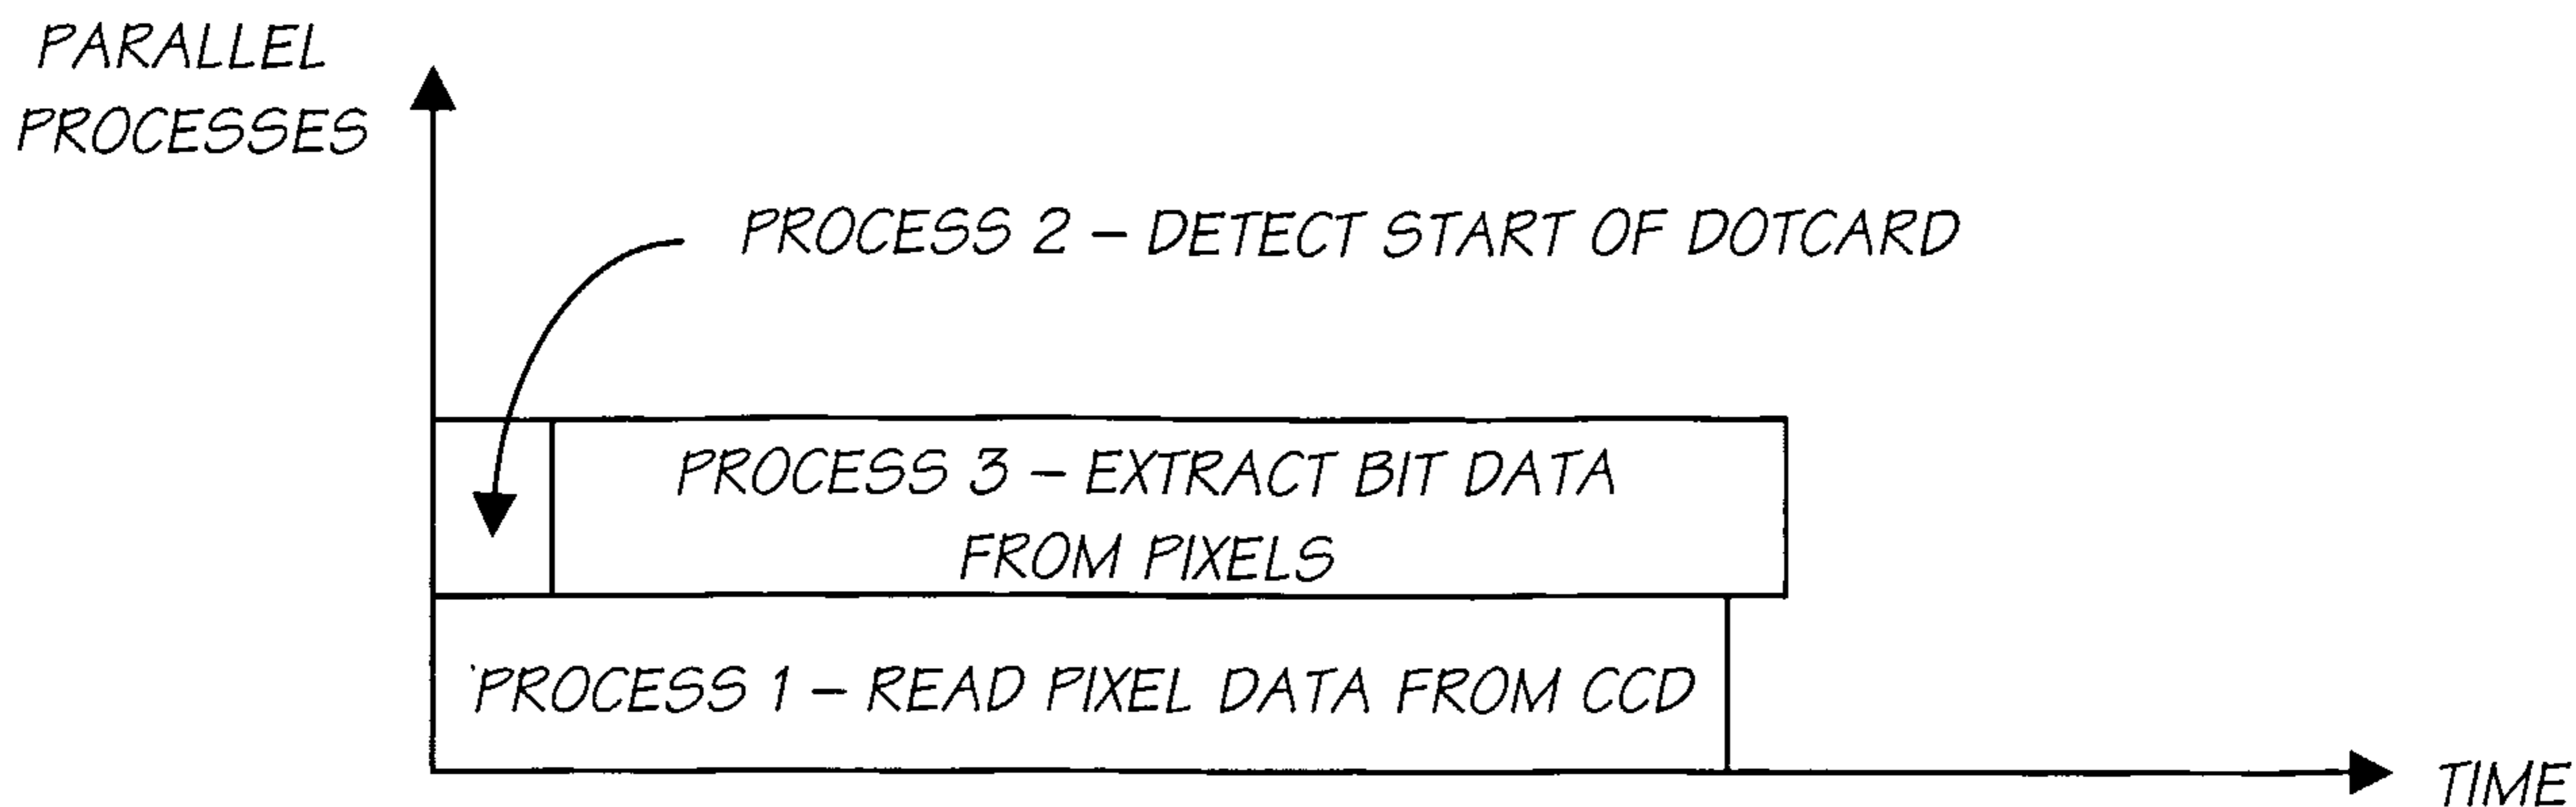 PARALLEL
PROCESSES
PROCESS 2 – DETECT START OF DOTCARD
PROCESS 3 – EXTRACT BIT DATA
FROM PIXELS
PROCESS 1 – READ PIXEL DATA FROM CCD
TIME